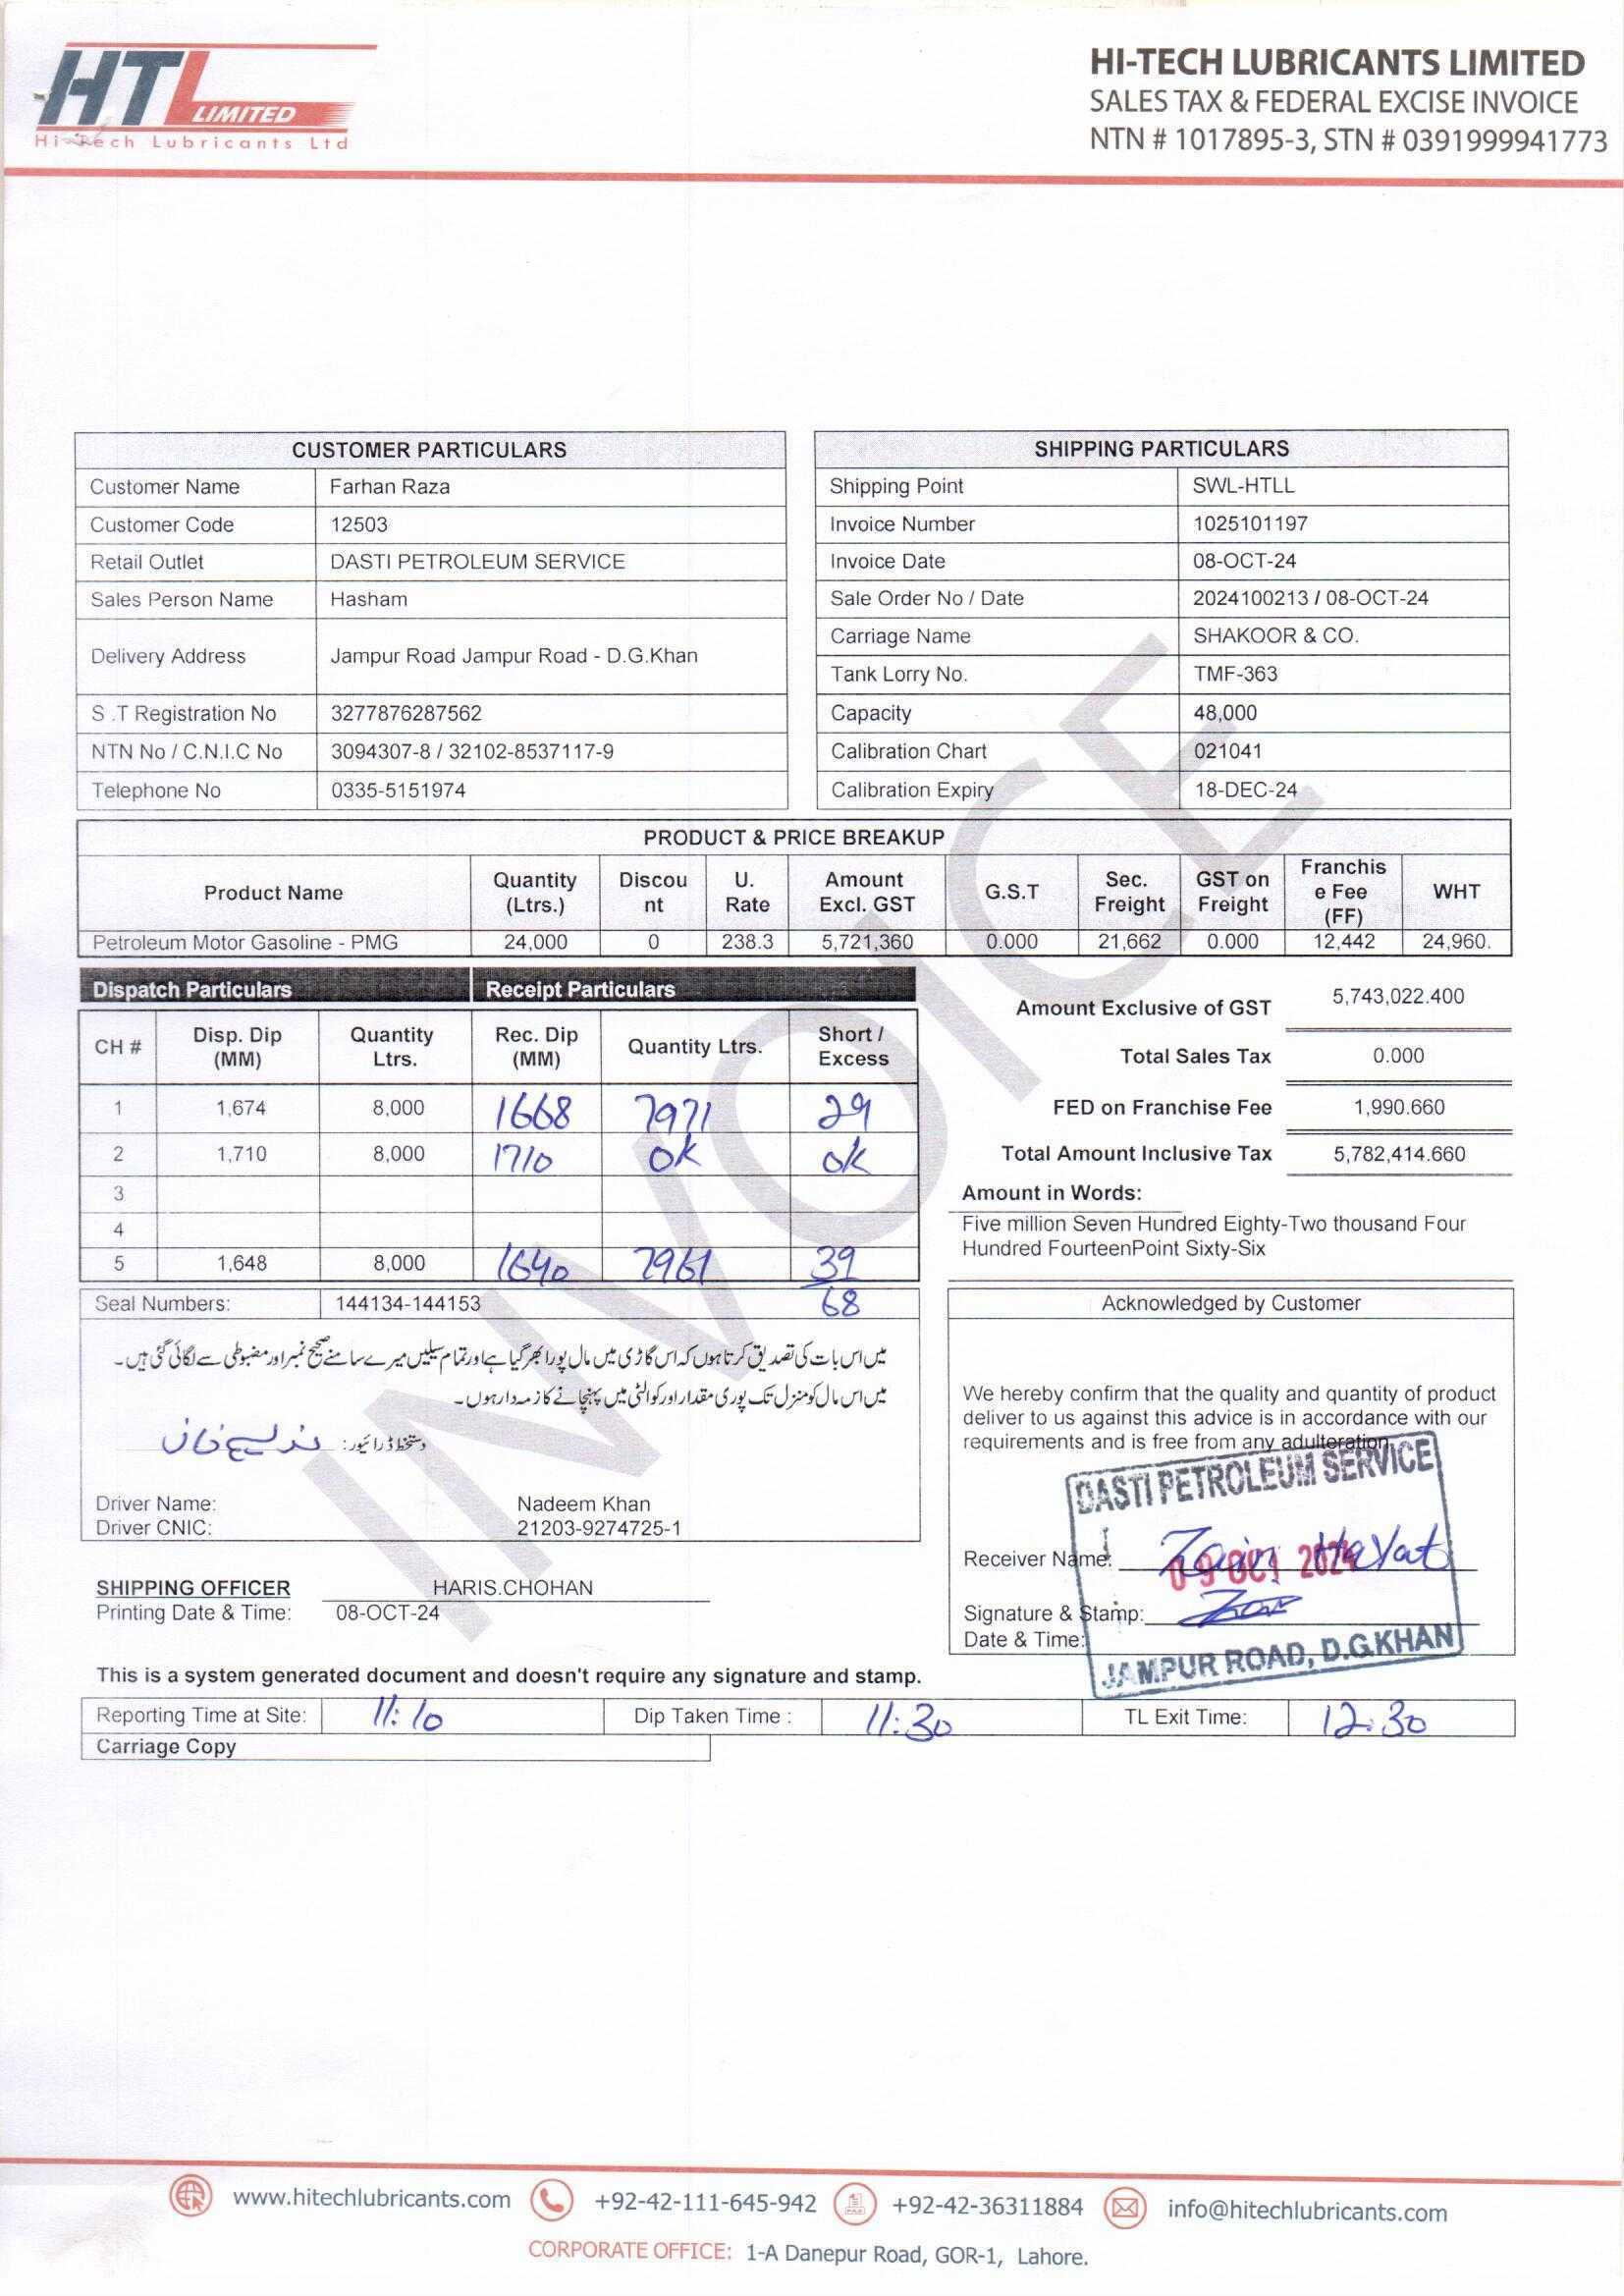 HTL LIMITED
Hi-Tech Lubricants Ltd
HI-TECH LUBRICANTS LIMITED
SALES TAX & FEDERAL EXCISE INVOICE
NTN # 1017895-3, STN # 0391999941773
CUSTOMER PARTICULARS
Customer Name Farhan Raza
Customer Code 12503
Retail Outlet DASTI PETROLEUM SERVICE
Sales Person Name Hasham
Delivery Address Jampur Road Jampur Road - D.G.Khan
S .T Registration No 3277876287562
NTN No / C.N.I.C No 3094307-8 / 32102-8537117-9
Telephone No 0335-5151974
SHIPPING PARTICULARS
Shipping Point SWL-HTLL
Invoice Number 1025101197
Invoice Date 08-OCT-24
Sale Order No / Date 2024100213 / 08-OCT-24
Carriage Name SHAKOOR & CO.
Tank Lorry No. TMF-363
Capacity 48,000
Calibration Chart 021041
Calibration Expiry 18-DEC-24
INVOICE
PRODUCT & PRICE BREAKUP
Product Name Quantity (Ltrs.) Discount U. Rate Amount Excl. GST G.S.T Sec. Freight GST on Freight Franchise Fee (FF) WHT
Petroleum Motor Gasoline - PMG 24,000 0 238.3 5,721,360 0.000 21,662 0.000 12,442 24,960.
Dispatch Particulars Receipt Particulars
CH # Disp. Dip (MM) Quantity Ltrs. Rec. Dip (MM) Quantity Ltrs. Short / Excess
1 1,674 8,000 1668 7971 29
2 1,710 8,000 1710 ok ok
3
4
5 1,648 8,000 1640 7961 39
Seal Numbers: 144134-144153 68
Amount Exclusive of GST 5,743,022.400
Total Sales Tax 0.000
FED on Franchise Fee 1,990.660
Total Amount Inclusive Tax 5,782,414.660
Amount in Words:
Five million Seven Hundred Eighty-Two thousand Four
Hundred FourteenPoint Sixty-Six
میں اس بات کی تصدیق کرتا ہوں کہ اس گاڑی میں مال پورا بھر گیا ہے اور تمام سیلیں میرے سامنے صحیح نمبر اور مضبوطی سے لگائی گئی ہیں۔
میں اس مال کو منزل تک پوری مقدار اور کوالٹی میں پہنچانے کا ذمہ دار ہوں۔
دستخط ڈرائیور:
Driver Name: Nadeem Khan
Driver CNIC: 21203-9274725-1
Acknowledged by Customer
We hereby confirm that the quality and quantity of product
deliver to us against this advice is in accordance with our
requirements and is free from any adulteration.
DASTI PETROLEUM SERVICE
Receiver Name: Zain Hayat
09 OCT 2024
Signature & Stamp:
Date & Time:
JAMPUR ROAD, D.G.KHAN
SHIPPING OFFICER HARIS.CHOHAN
Printing Date & Time: 08-OCT-24
This is a system generated document and doesn't require any signature and stamp.
Reporting Time at Site: 11:10 Dip Taken Time : 11:30 TL Exit Time: 12:30
Carriage Copy
www.hitechlubricants.com +92-42-111-645-942 +92-42-36311884 info@hitechlubricants.com
CORPORATE OFFICE: 1-A Danepur Road, GOR-1, Lahore.